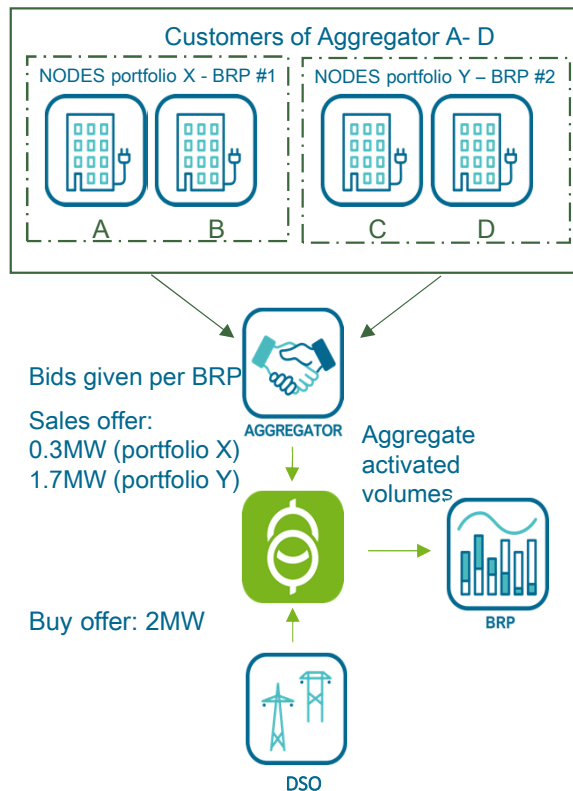 Customers of Aggregator A- D
NODES portfolio X - BRP #1
NODES portfolio Y – BRP #2
A
B
C
D
Bids given per BRP
AGGREGATOR
Sales offer:
0.3MW (portfolio X)
1.7MW (portfolio Y)
Aggregate
activated
volumes
BRP
Buy offer: 2MW
DSO